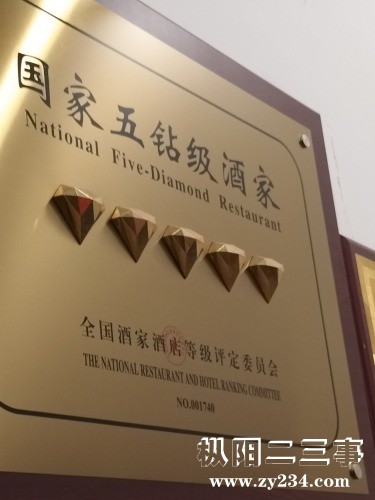 国家五钻级酒家
National Five-Diamond Restaurant
全国酒家酒店等级评定委员会
THE NATIONAL RESTAURANT AND HOTEL RANKING COMMITTEE
NO.001740
枞阳二三事
www.zy234.com